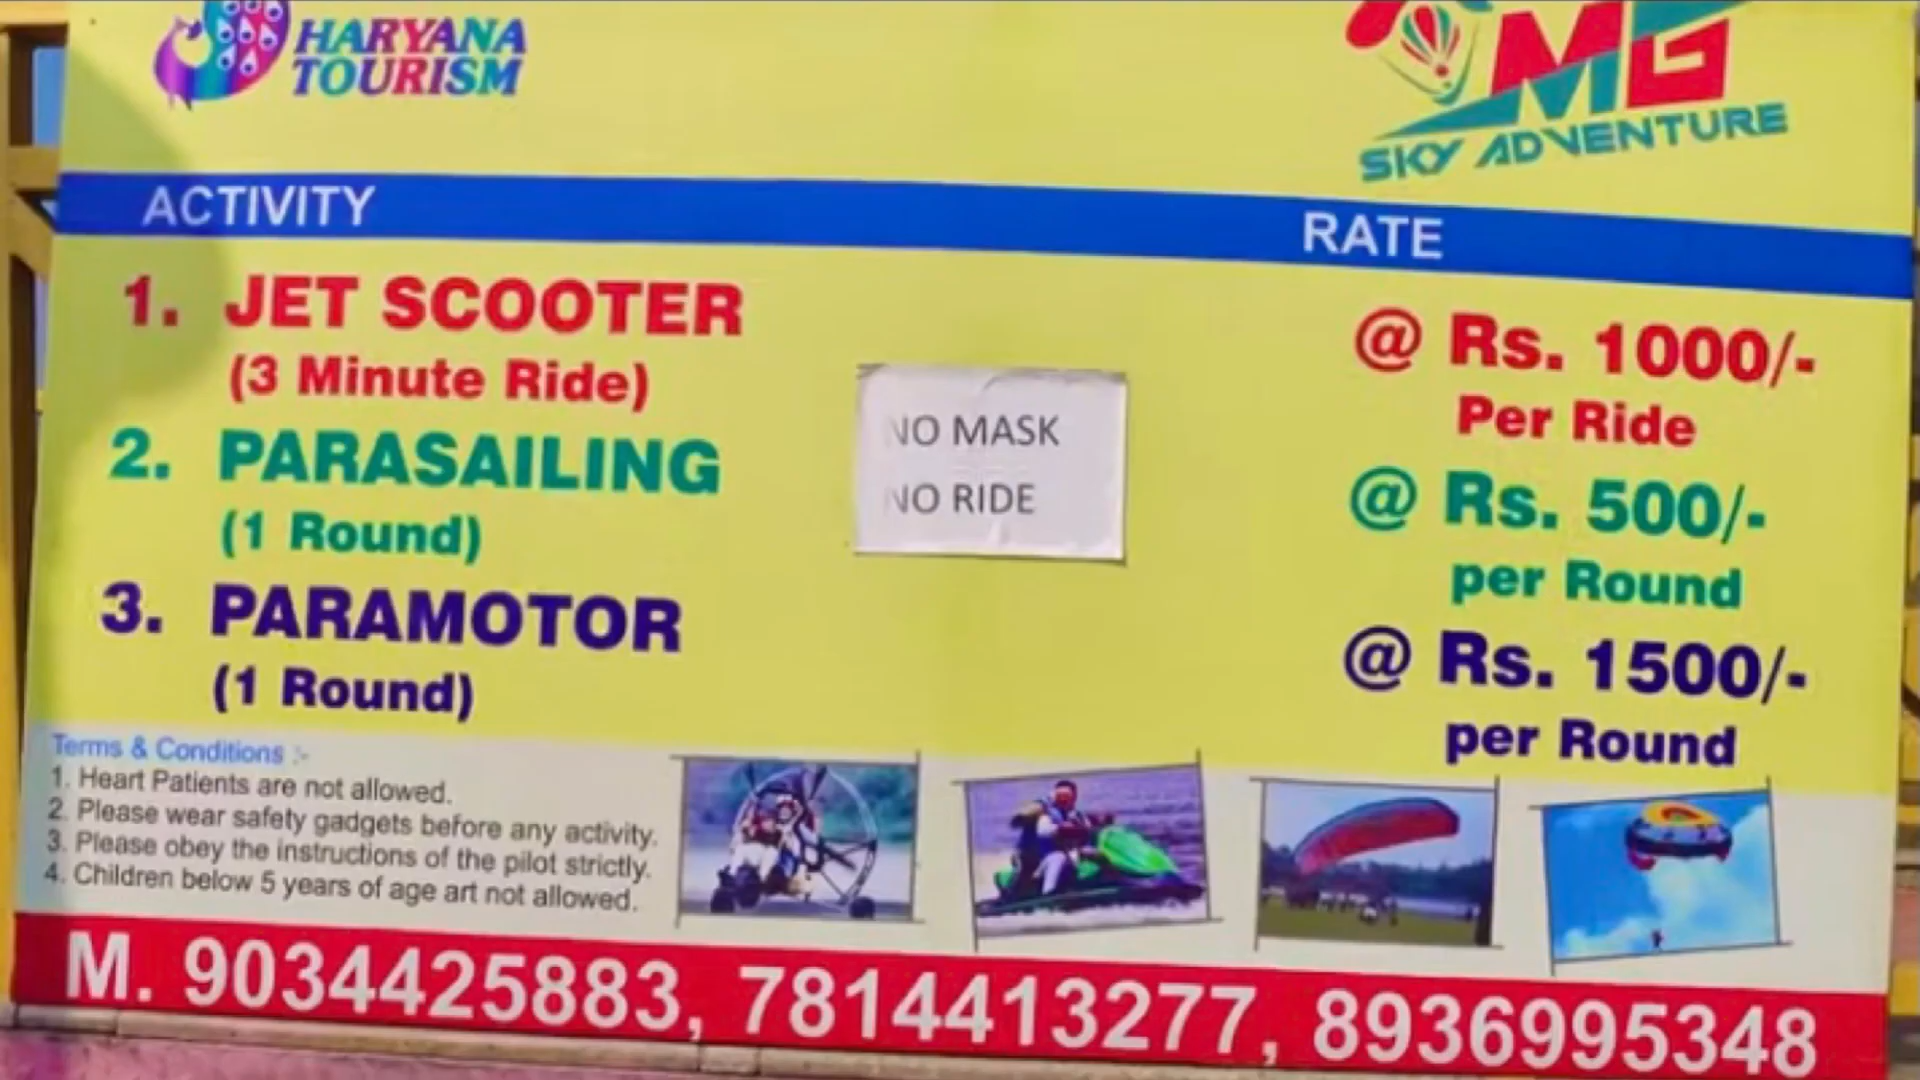 HARYANA
TOURISM
MG
SKY ADVENTURE
ACTIVITY
RATE
1. JET SCOOTER
(3 Minute Ride)
@ Rs. 1000/-
Per Ride
2. PARASAILING
(1 Round)
@ Rs. 500/-
per Round
3. PARAMOTOR
(1 Round)
@ Rs. 1500/-
per Round
NO MASK
NO RIDE
Terms & Conditions :-
1. Heart Patients are not allowed.
2. Please wear safety gadgets before any activity.
3. Please obey the instructions of the pilot strictly.
4. Children below 5 years of age art not allowed.
M. 9034425883, 7814413277, 8936995348